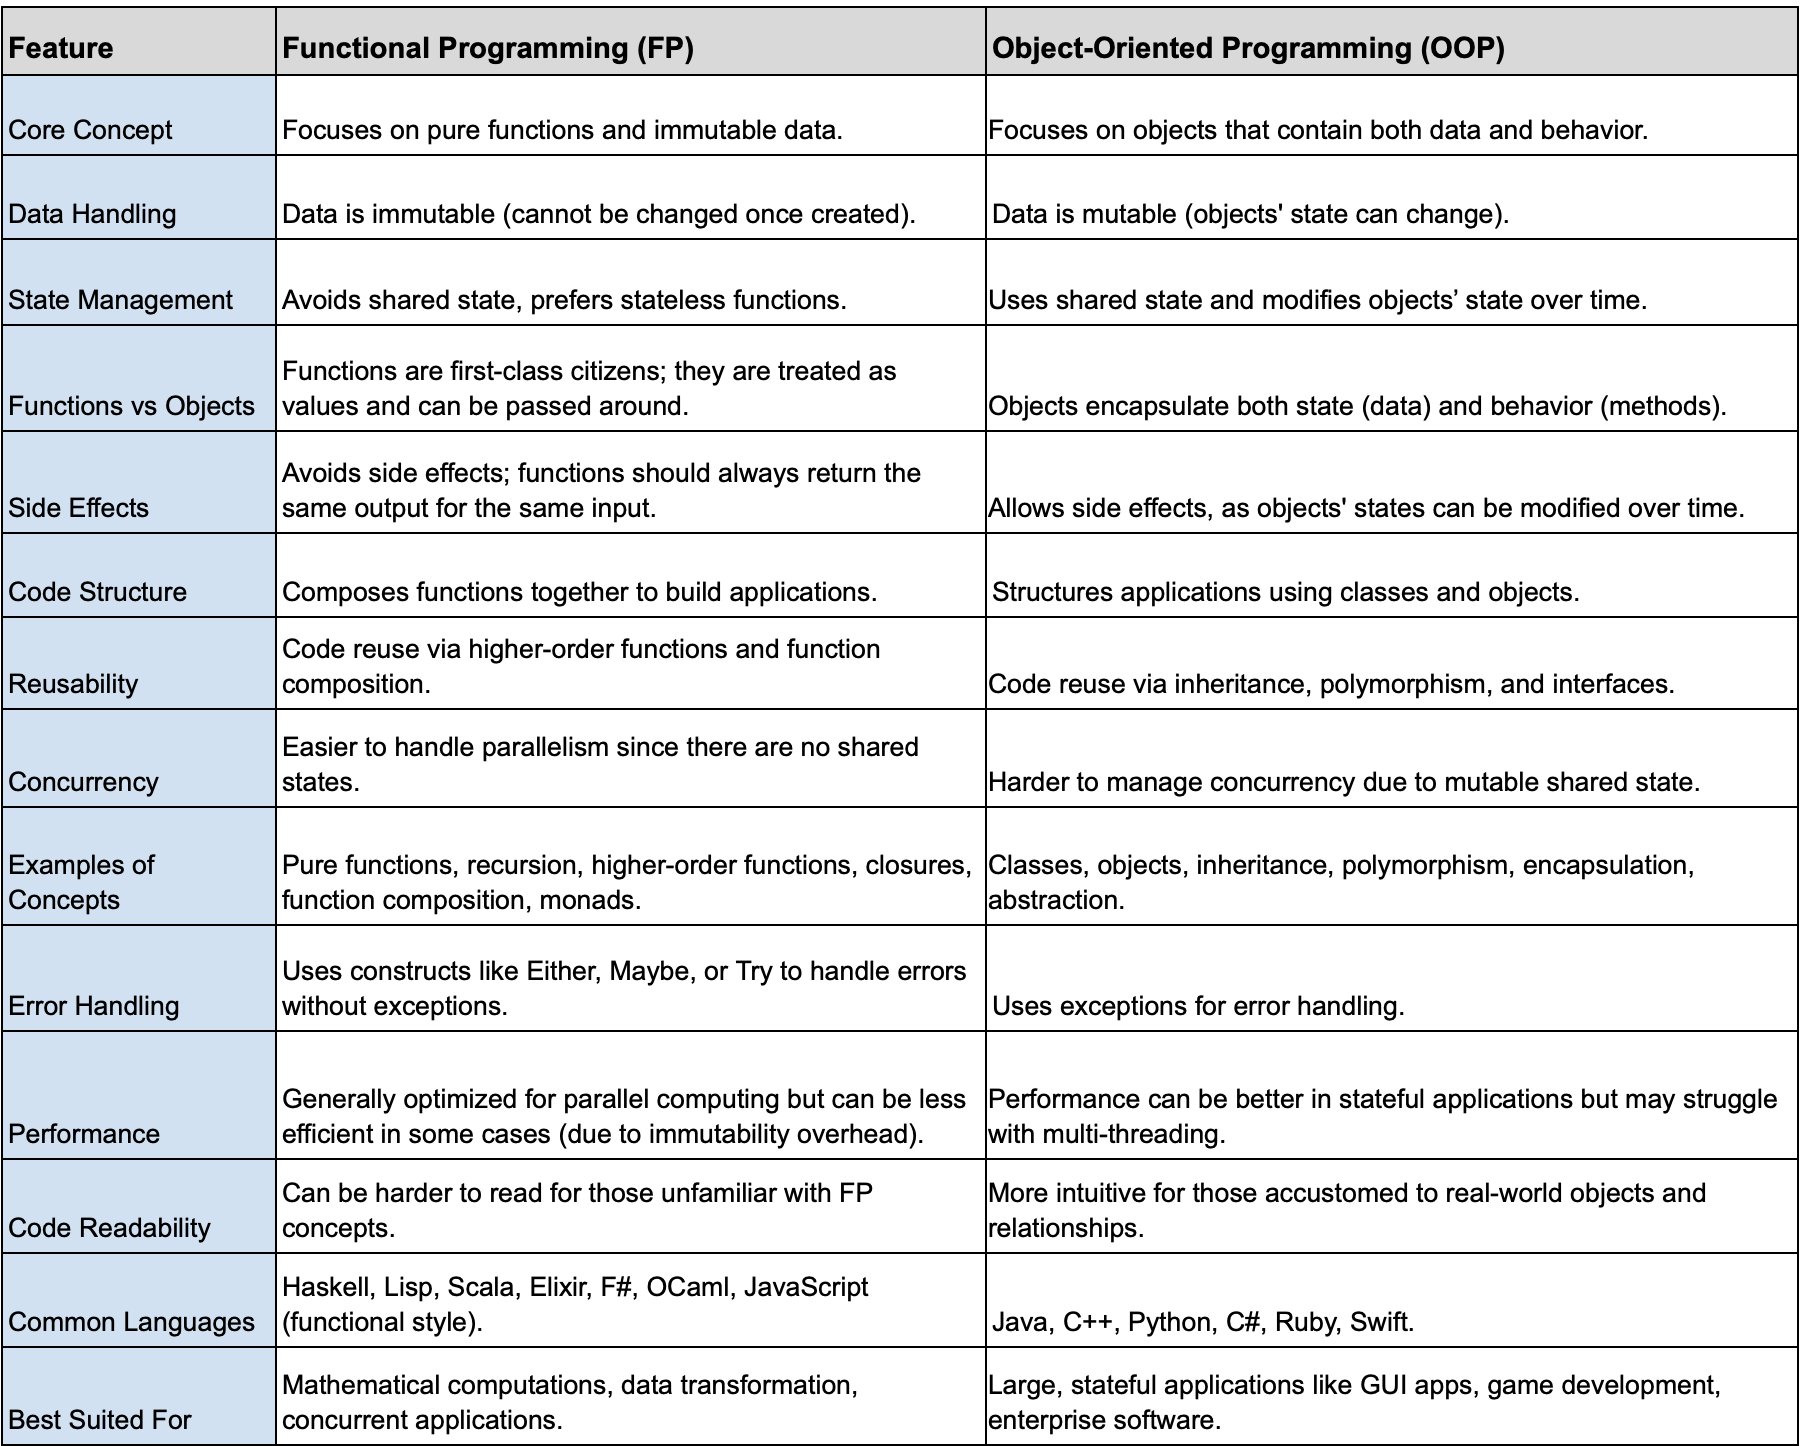 Feature Functional Programming (FP) Object-Oriented Programming (OOP)
Core Concept Focuses on pure functions and immutable data. Focuses on objects that contain both data and behavior.
Data Handling Data is immutable (cannot be changed once created). Data is mutable (objects' state can change).
State Management Avoids shared state, prefers stateless functions. Uses shared state and modifies objects’ state over time.
Functions are first-class citizens; they are treated as
Functions vs Objects values and can be passed around. Objects encapsulate both state (data) and behavior (methods).
Avoids side effects; functions should always return the
Side Effects same output for the same input. Allows side effects, as objects' states can be modified over time.
Code Structure Composes functions together to build applications. Structures applications using classes and objects.
Code reuse via higher-order functions and function
Reusability composition. Code reuse via inheritance, polymorphism, and interfaces.
Easier to handle parallelism since there are no shared
Concurrency states. Harder to manage concurrency due to mutable shared state.
Examples of Pure functions, recursion, higher-order functions, closures, Classes, objects, inheritance, polymorphism, encapsulation,
Concepts function composition, monads. abstraction.
Uses constructs like Either, Maybe, or Try to handle errors
Error Handling without exceptions. Uses exceptions for error handling.
Generally optimized for parallel computing but can be less Performance can be better in stateful applications but may struggle
Performance efficient in some cases (due to immutability overhead). with multi-threading.
Can be harder to read for those unfamiliar with FP More intuitive for those accustomed to real-world objects and
Code Readability concepts. relationships.
Haskell, Lisp, Scala, Elixir, F#, OCaml, JavaScript
Common Languages (functional style). Java, C++, Python, C#, Ruby, Swift.
Mathematical computations, data transformation, Large, stateful applications like GUI apps, game development,
Best Suited For concurrent applications. enterprise software.